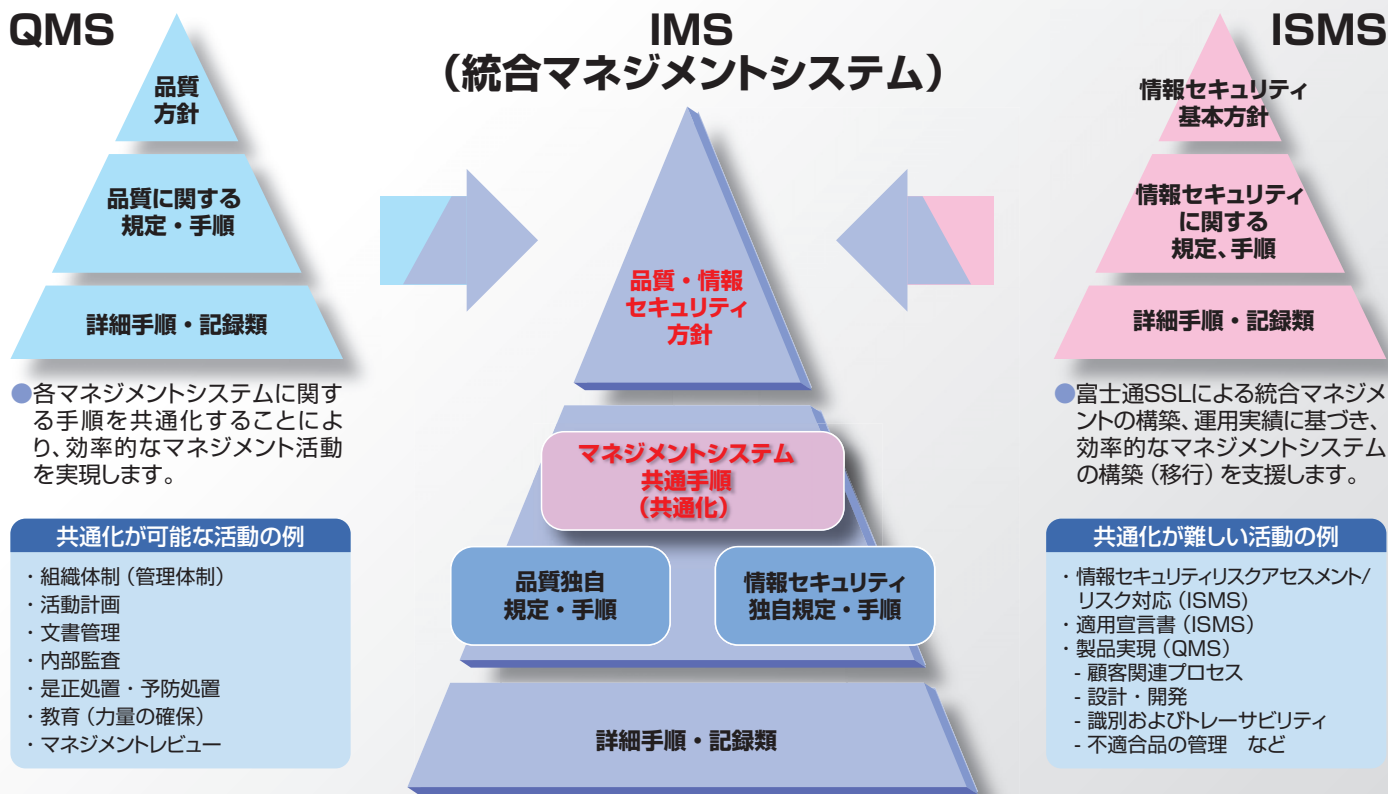 QMS
品質
方針
品質に関する
規定・手順
詳細手順・記録類
●各マネジメントシステムに関す
る手順を共通化することによ
り、効率的なマネジメント活動
を実現します。
共通化が可能な活動の例
・組織体制（管理体制）
・活動計画
・文書管理
・内部監査
・是正処置・予防処置
・教育（力量の確保）
・マネジメントレビュー
IMS
（統合マネジメントシステム）
品質・情報
セキュリティ
方針
マネジメントシステム
共通手順
（共通化）
品質独自
規定・手順
情報セキュリティ
独自規定・手順
詳細手順・記録類
ISMS
情報セキュリティ
基本方針
情報セキュリティ
に関する
規定、手順
詳細手順・記録類
●富士通SSLによる統合マネジメ
ントの構築、運用実績に基づき、
効率的なマネジメントシステム
の構築（移行）を支援します。
共通化が難しい活動の例
・情報セキュリティリスクアセスメント/
リスク対応（ISMS）
・適用宣言書（ISMS）
・製品実現（QMS）
- 顧客関連プロセス
- 設計・開発
- 識別およびトレーサビリティ
- 不適合品の管理　など